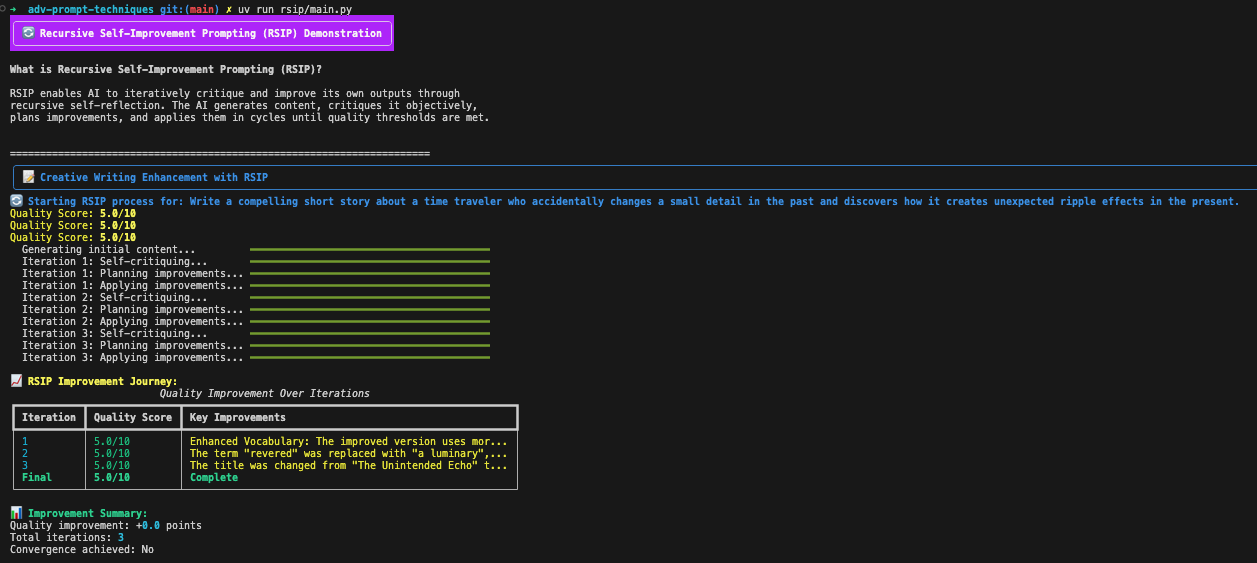 ➜ adv-prompt-techniques git:(main) ✗ uv run rsip/main.py
🔄 Recursive Self-Improvement Prompting (RSIP) Demonstration
What is Recursive Self-Improvement Prompting (RSIP)?
RSIP enables AI to iteratively critique and improve its own outputs through
recursive self-reflection. The AI generates content, critiques it objectively,
plans improvements, and applies them in cycles until quality thresholds are met.
======================================================================
📝 Creative Writing Enhancement with RSIP
🔄 Starting RSIP process for: Write a compelling short story about a time traveler who accidentally changes a small detail in the past and discovers how it creates unexpected ripple effects in the present.
Quality Score: 5.0/10
Quality Score: 5.0/10
Quality Score: 5.0/10
Generating initial content...
Iteration 1: Self-critiquing...
Iteration 1: Planning improvements...
Iteration 1: Applying improvements...
Iteration 2: Self-critiquing...
Iteration 2: Planning improvements...
Iteration 2: Applying improvements...
Iteration 3: Self-critiquing...
Iteration 3: Planning improvements...
Iteration 3: Applying improvements...
📈 RSIP Improvement Journey:
Quality Improvement Over Iterations
Iteration Quality Score Key Improvements
1 5.0/10 Enhanced Vocabulary: The improved version uses mor...
2 5.0/10 The term "revered" was replaced with "a luminary",...
3 5.0/10 The title was changed from "The Unintended Echo" t...
Final 5.0/10 Complete
📊 Improvement Summary:
Quality improvement: +0.0 points
Total iterations: 3
Convergence achieved: No